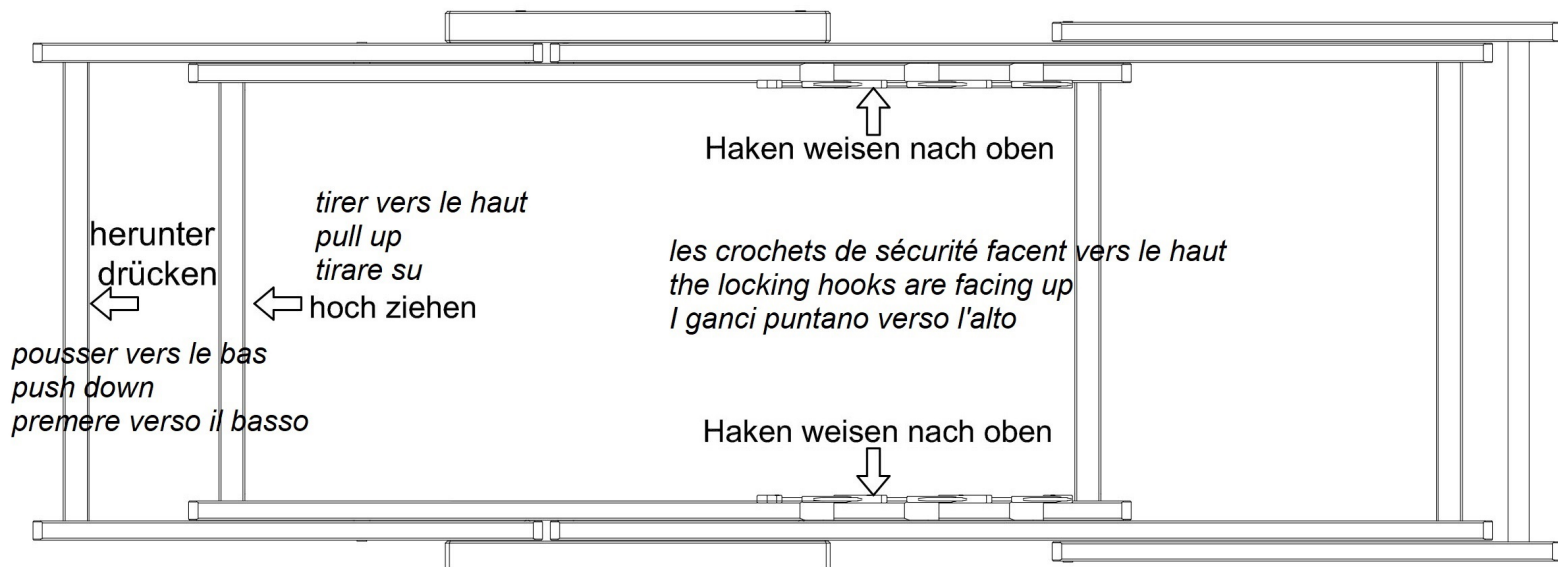 Haken weisen nach oben
tirer vers le haut
pull up
tirare su
hoch ziehen
herunter
drücken
les crochets de sécurité facent vers le haut
the locking hooks are facing up
I ganci puntano verso l'alto
pousser vers le bas
push down
premere verso il basso
Haken weisen nach oben